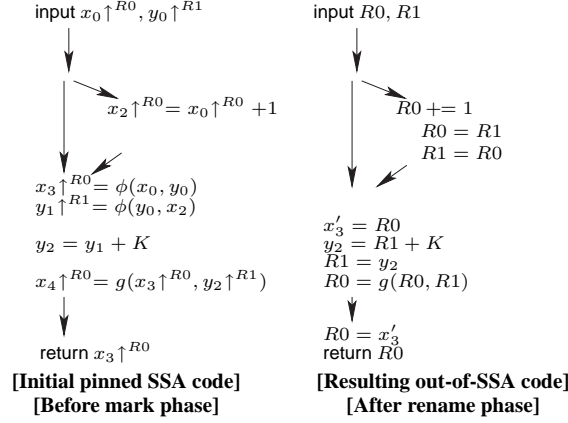 input x₀↑ᴿ⁰, y₀↑ᴿ¹
x₂↑ᴿ⁰ = x₀↑ᴿ⁰ + 1
x₃↑ᴿ⁰ = ϕ(x₀, y₀)
y₁↑ᴿ¹ = ϕ(y₀, x₂)
y₂ = y₁ + K
x₄↑ᴿ⁰ = g(x₃↑ᴿ⁰, y₂↑ᴿ¹)
return x₃↑ᴿ⁰
[Initial pinned SSA code]
[Before mark phase]
input R0, R1
R0 += 1
R0 = R1
R1 = R0
x₃′ = R0
y₂ = R1 + K
R1 = y₂
R0 = g(R0, R1)
R0 = x₃′
return R0
[Resulting out-of-SSA code]
[After rename phase]